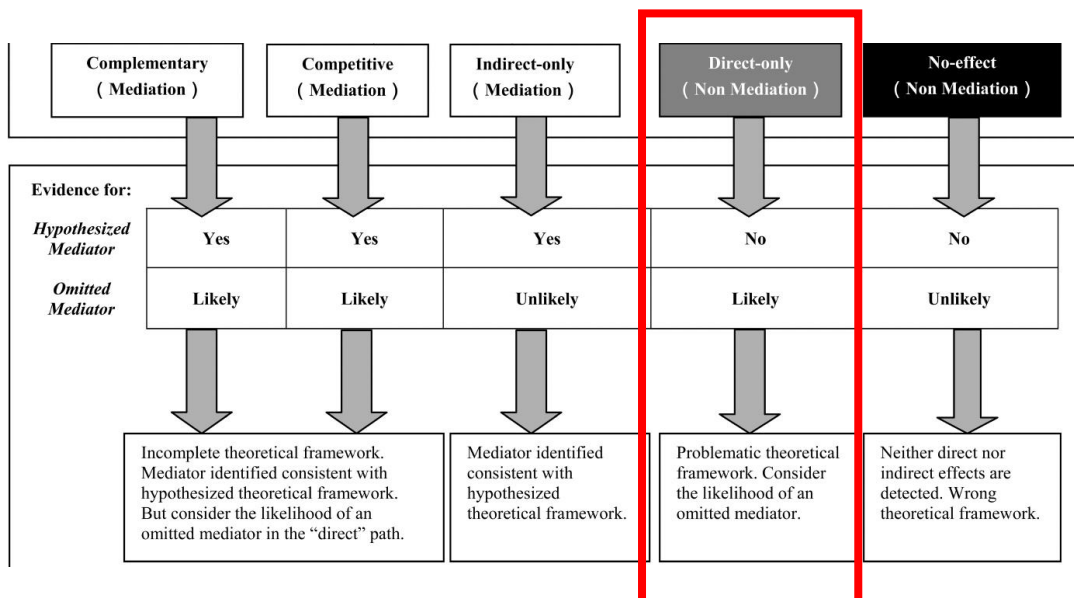 Complementary
( Mediation )
Competitive
( Mediation )
Indirect-only
( Mediation )
Direct-only
( Non Mediation )
No-effect
( Non Mediation )
Evidence for:
Hypothesized
Mediator
Yes
Yes
Yes
No
No
Omitted
Mediator
Likely
Likely
Unlikely
Likely
Unlikely
Incomplete theoretical framework.
Mediator identified consistent with
hypothesized theoretical framework.
But consider the likelihood of an
omitted mediator in the “direct” path.
Mediator identified
consistent with
hypothesized
theoretical framework.
Problematic theoretical
framework. Consider
the likelihood of an
omitted mediator.
Neither direct nor
indirect effects are
detected. Wrong
theoretical framework.